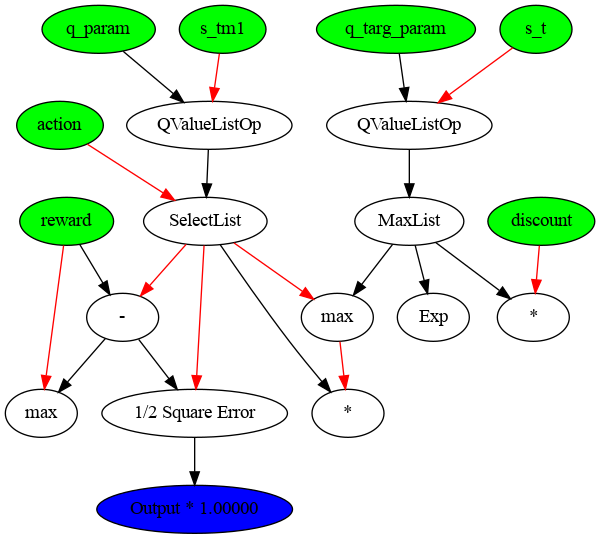 q_param
s_tm1
q_targ_param
s_t
action
QValueListOp
QValueListOp
reward
SelectList
MaxList
discount
-
max
Exp
*
max
1/2 Square Error
*
Output * 1.00000